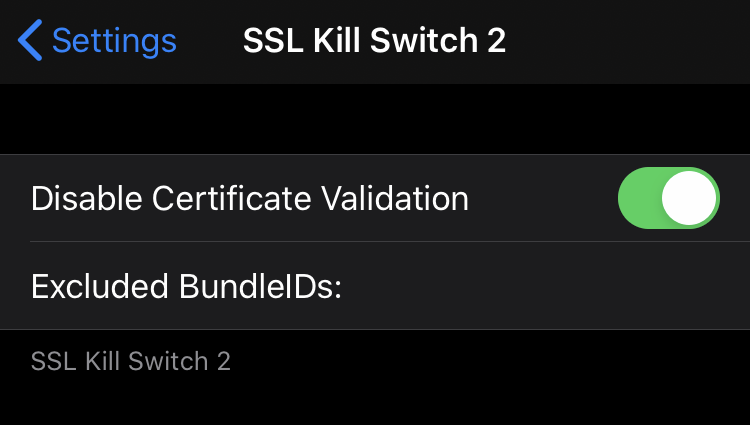 Settings
SSL Kill Switch 2
Disable Certificate Validation
Excluded BundleIDs:
SSL Kill Switch 2